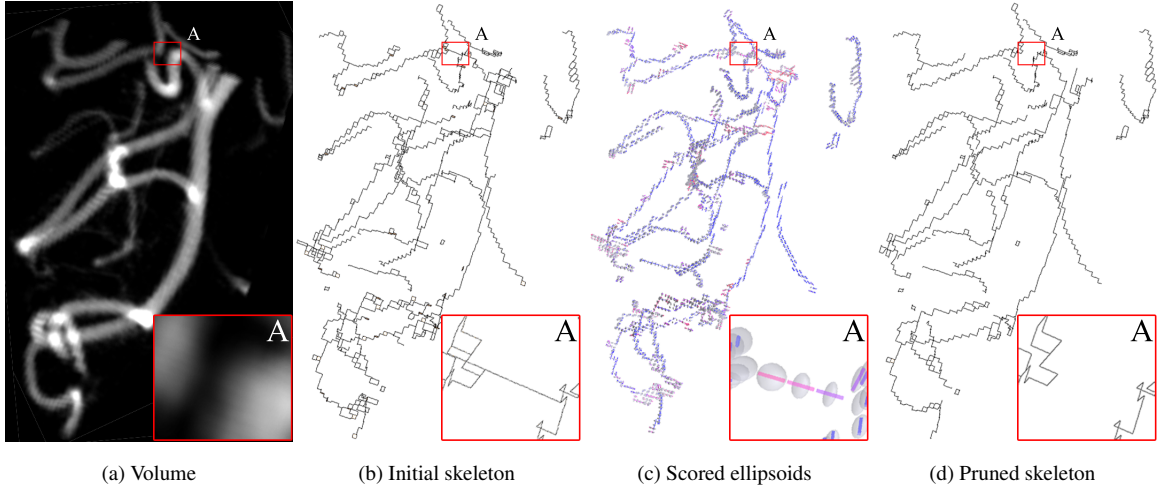 A
A
A
A
A
A
A
A
(a) Volume
(b) Initial skeleton
(c) Scored ellipsoids
(d) Pruned skeleton